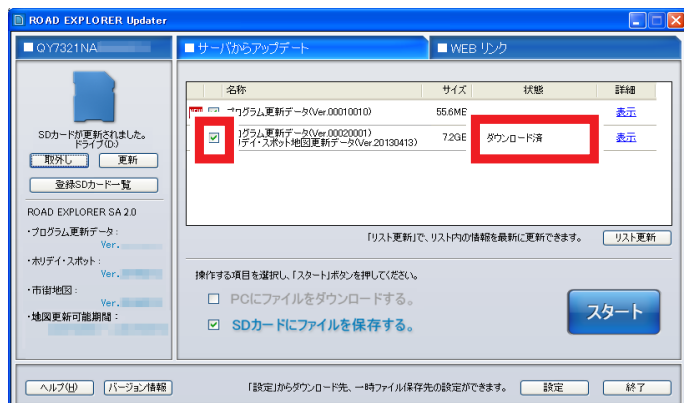 ROAD EXPLORER Updater
QY7321NA
サーバからアップデート
WEB リンク
名称 サイズ 状態 詳細
プログラム更新データ(Ver.00010010) 55.6MB 表示
ログラム更新データ(Ver.00020001)
リデイ・スポット地図更新データ(Ver.20130413) 7.2GB ダウンロード済 表示
SDカードが更新されました。
ドライブ(D:)
取外し 更新
登録SDカード一覧
ROAD EXPLORER SA 2.0
・プログラム更新データ:
Ver.
・ホリデイ・スポット:
Ver.
・市街地図:
Ver.
・地図更新可能期間:
「リスト更新」で、リスト内の情報を最新に更新できます。 リスト更新
操作する項目を選択し、「スタート」ボタンを押してください。
PCにファイルをダウンロードする。
SDカードにファイルを保存する。
スタート
ヘルプ(H) バージョン情報 「設定」からダウンロード先、一時ファイル保存先の設定ができます。 設定 終了